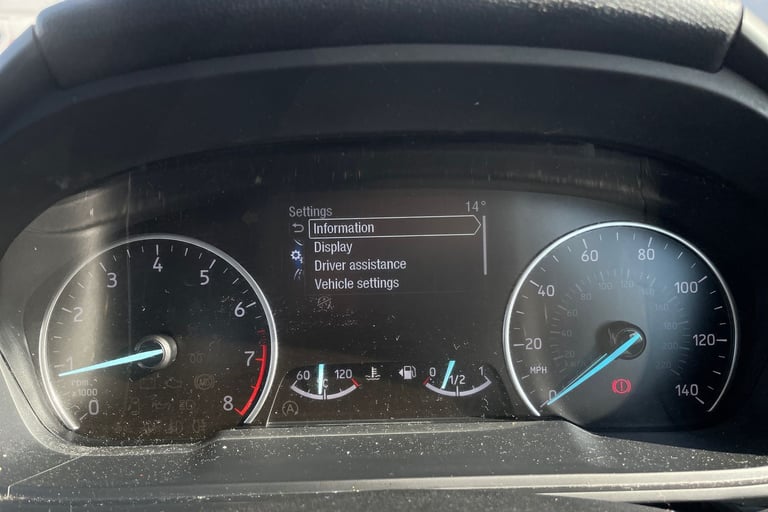 Settings 14°
Information
Display
Driver assistance
Vehicle settings
0 1 2 3 4 5 6 7 8
rpm
x1000
60 °C 120
0 1/2 1
A
0 20 40 60 80 100 120 140
MPH